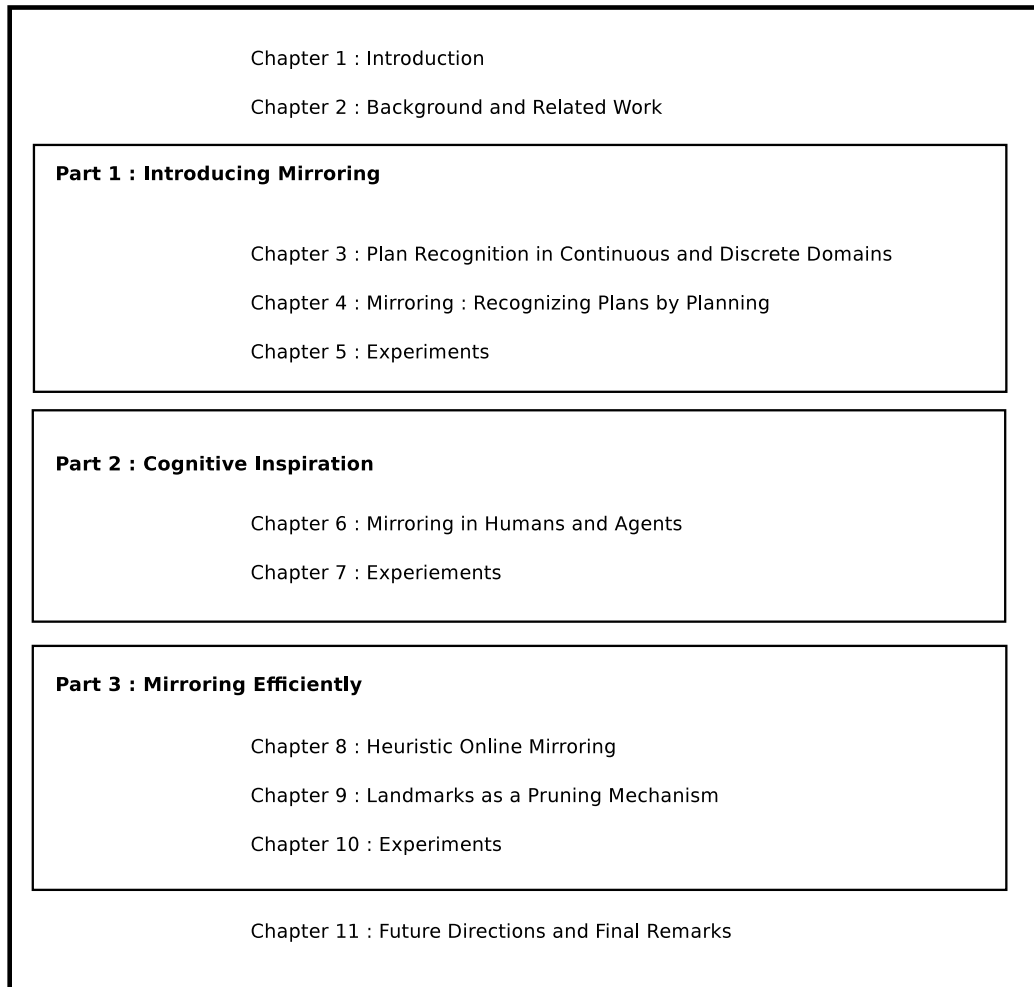 Chapter 1 : Introduction
Chapter 2 : Background and Related Work
Part 1 : Introducing Mirroring
Chapter 3 : Plan Recognition in Continuous and Discrete Domains
Chapter 4 : Mirroring : Recognizing Plans by Planning
Chapter 5 : Experiments
Part 2 : Cognitive Inspiration
Chapter 6 : Mirroring in Humans and Agents
Chapter 7 : Experiements
Part 3 : Mirroring Efficiently
Chapter 8 : Heuristic Online Mirroring
Chapter 9 : Landmarks as a Pruning Mechanism
Chapter 10 : Experiments
Chapter 11 : Future Directions and Final Remarks